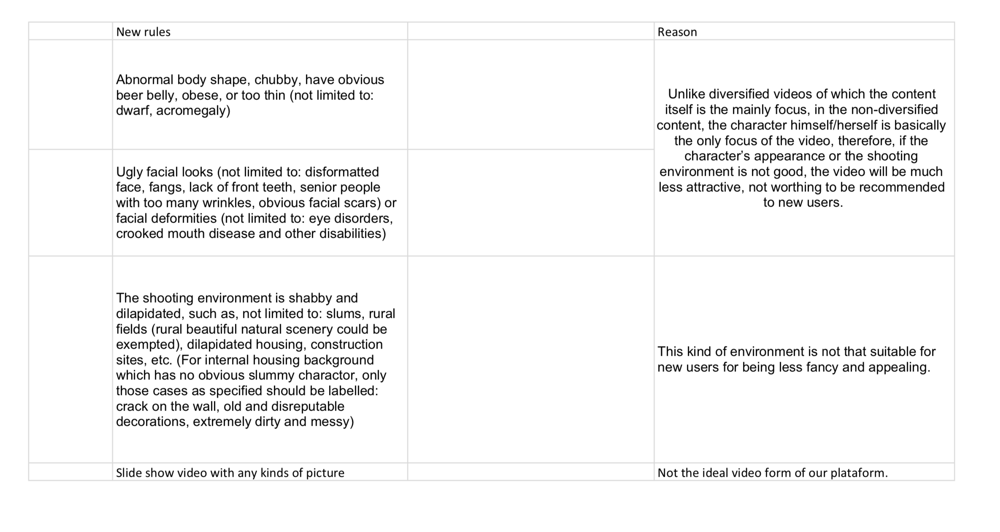 New rules
Reason
Abnormal body shape, chubby, have obvious
beer belly, obese, or too thin (not limited to:
dwarf, acromegaly)
Unlike diversified videos of which the content
itself is the mainly focus, in the non-diversified
content, the character himself/herself is basically
the only focus of the video, therefore, if the
character's appearance or the shooting
environment is not good, the video will be much
less attractive, not worthing to be recommended
to new users.
Ugly facial looks (not limited to: disformatted
face, fangs, lack of front teeth, senior people
with too many wrinkles, obvious facial scars) or
facial deformities (not limited to: eye disorders,
crooked mouth disease and other disabilities)
The shooting environment is shabby and
dilapidated, such as, not limited to: slums, rural
fields (rural beautiful natural scenery could be
exempted), dilapidated housing, construction
sites, etc. (For internal housing background
which has no obvious slummy charactor, only
those cases as specified should be labelled:
crack on the wall, old and disreputable
decorations, extremely dirty and messy)
This kind of environment is not that suitable for
new users for being less fancy and appealing.
Slide show video with any kinds of picture
Not the ideal video form of our plataform.